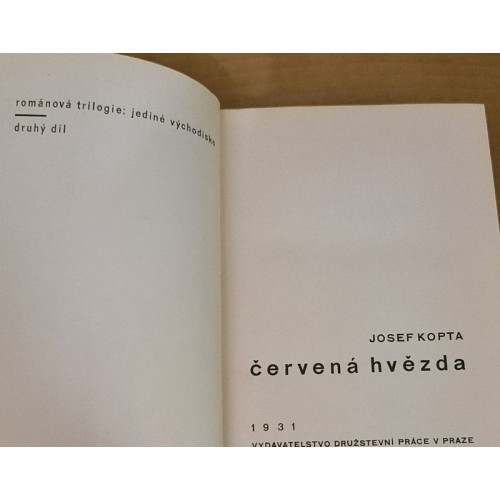 románová trilogie: jediné východisko
druhý díl
JOSEF KOPTA
červená hvězda
1931
VYDAVATELSTVO DRUŽSTEVNÍ PRÁCE V PRAZE